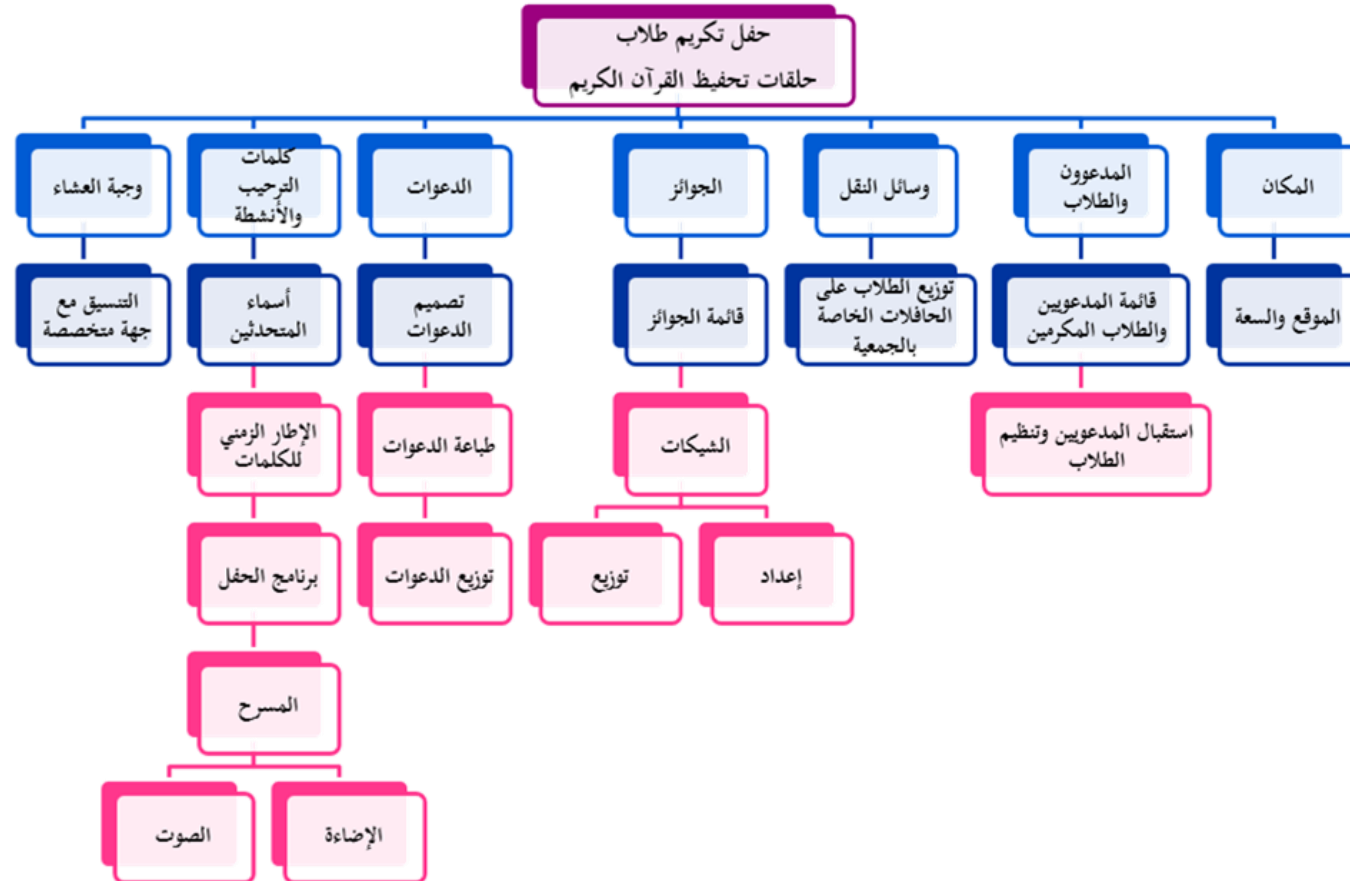 حفل تكريم طلاب
حلقات تحفيظ القرآن الكريم
المكان
المدعوون
والطلاب
وسائل النقل
الجوائز
الدعوات
كلمات
الترحيب
والأنشطة
وجبة العشاء
الموقع والسعة
قائمة المدعويين
والطلاب المكرمين
توزيع الطلاب على
الحافلات الخاصة
بالجمعية
قائمة الجوائز
تصميم
الدعوات
أسماء
المتحدثين
التنسيق مع
جهة متخصصة
استقبال المدعويين وتنظيم
الطلاب
الشيكات
طباعة الدعوات
الإطار الزمني
للكلمات
إعداد
توزيع
توزيع الدعوات
برنامج الحفل
المسرح
الإضاءة
الصوت